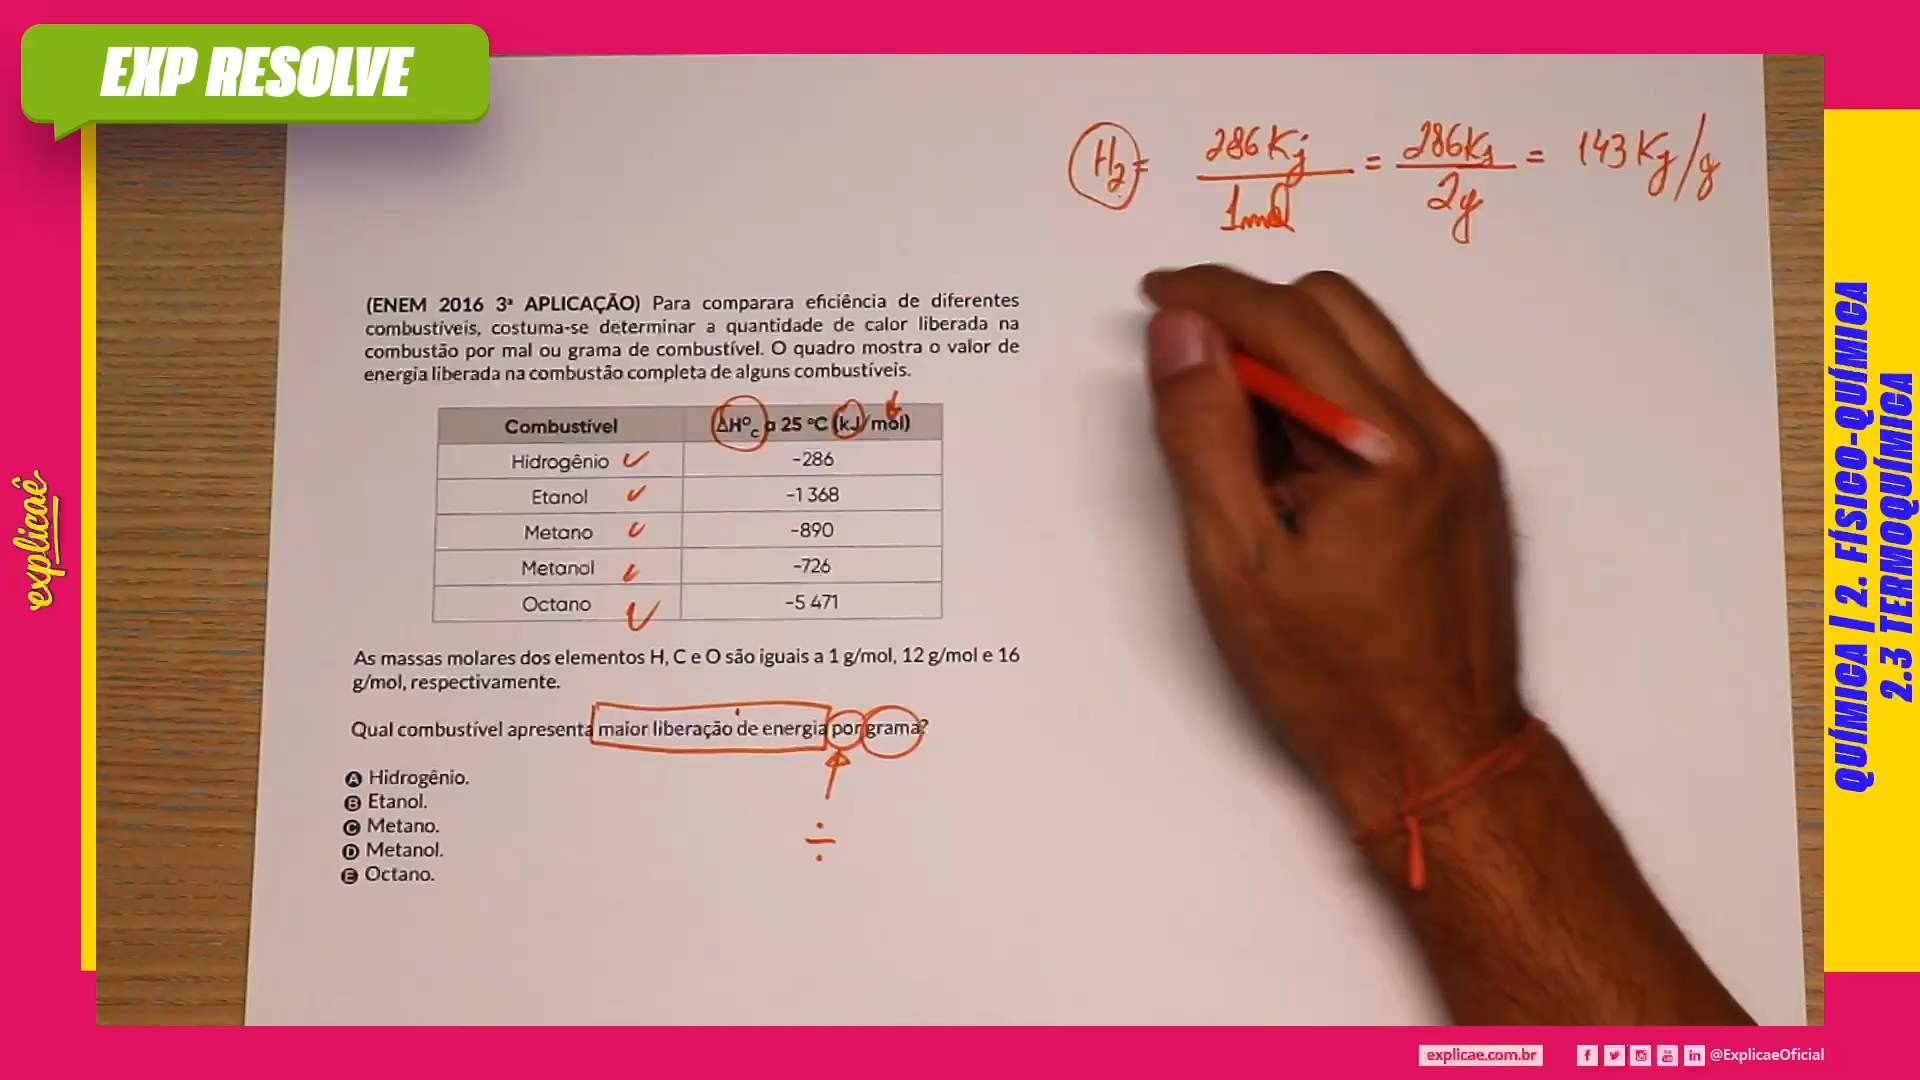 EXP RESOLVE
H2 = 286 Kj / 1mol = 286 Kj / 2g = 143 Kj/g
(ENEM 2016 3ª APLICAÇÃO) Para comparara eficiência de diferentes
combustíveis, costuma-se determinar a quantidade de calor liberada na
combustão por mal ou grama de combustível. O quadro mostra o valor de
energia liberada na combustão completa de alguns combustíveis.
Combustível ΔH°c a 25 °C (kJ/mol)
Hidrogênio -286
Etanol -1 368
Metano -890
Metanol -726
Octano -5 471
As massas molares dos elementos H, C e O são iguais a 1 g/mol, 12 g/mol e 16
g/mol, respectivamente.
Qual combustível apresenta maior liberação de energia por grama?
÷
A Hidrogênio.
B Etanol.
C Metano.
D Metanol.
E Octano.
explicaê
QUÍMICA | 2. FÍSICO-QUÍMICA
2.3 TERMOQUÍMICA
explicae.com.br
@ExplicaeOficial